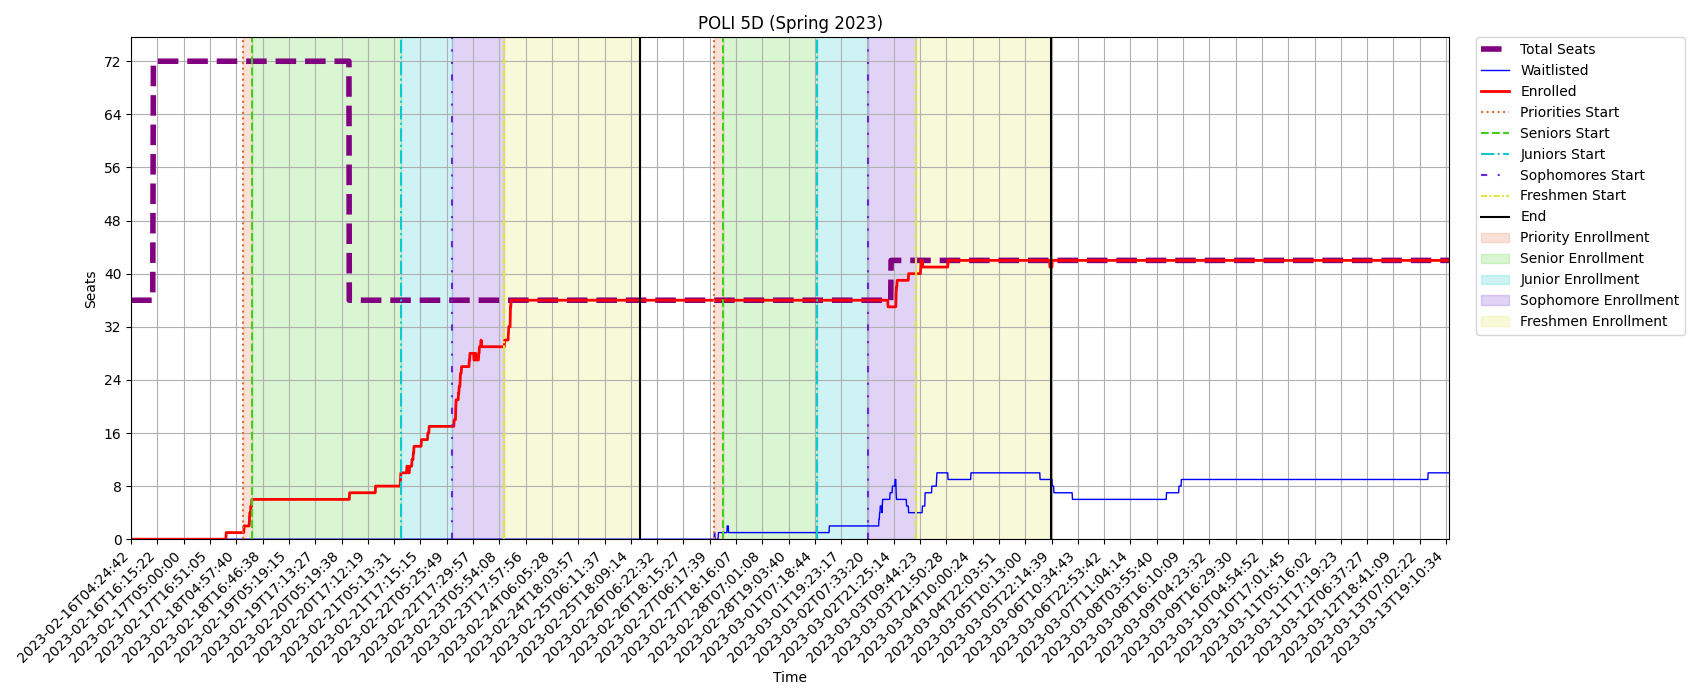 POLI 5D (Spring 2023)
Seats
72
64
56
48
40
32
24
16
8
0
2023-02-16T04:24:42
2023-02-16T16:15:22
2023-02-17T05:00:00
2023-02-17T16:51:05
2023-02-18T04:57:40
2023-02-18T16:46:38
2023-02-19T05:19:15
2023-02-19T17:13:27
2023-02-20T05:19:38
2023-02-20T17:12:19
2023-02-21T05:13:31
2023-02-21T17:15:15
2023-02-22T05:25:49
2023-02-22T17:29:57
2023-02-23T05:54:08
2023-02-23T17:57:56
2023-02-24T06:05:28
2023-02-24T18:03:57
2023-02-25T06:11:37
2023-02-25T18:09:14
2023-02-26T06:22:32
2023-02-26T18:15:27
2023-02-27T06:17:39
2023-02-27T18:16:07
2023-02-28T07:01:08
2023-02-28T19:03:40
2023-03-01T07:18:44
2023-03-01T19:23:17
2023-03-02T07:33:20
2023-03-02T21:25:14
2023-03-03T09:44:23
2023-03-03T21:50:28
2023-03-04T10:00:24
2023-03-04T22:03:51
2023-03-05T10:13:00
2023-03-05T22:14:39
2023-03-06T10:34:43
2023-03-06T22:53:42
2023-03-07T11:04:14
2023-03-08T03:55:40
2023-03-08T16:10:09
2023-03-09T04:23:32
2023-03-09T16:29:30
2023-03-10T04:54:52
2023-03-10T17:01:45
2023-03-11T05:16:02
2023-03-11T17:19:23
2023-03-12T06:37:27
2023-03-12T18:41:09
2023-03-13T07:02:22
2023-03-13T19:10:34
Time
Total Seats
Waitlisted
Enrolled
Priorities Start
Seniors Start
Juniors Start
Sophomores Start
Freshmen Start
End
Priority Enrollment
Senior Enrollment
Junior Enrollment
Sophomore Enrollment
Freshmen Enrollment